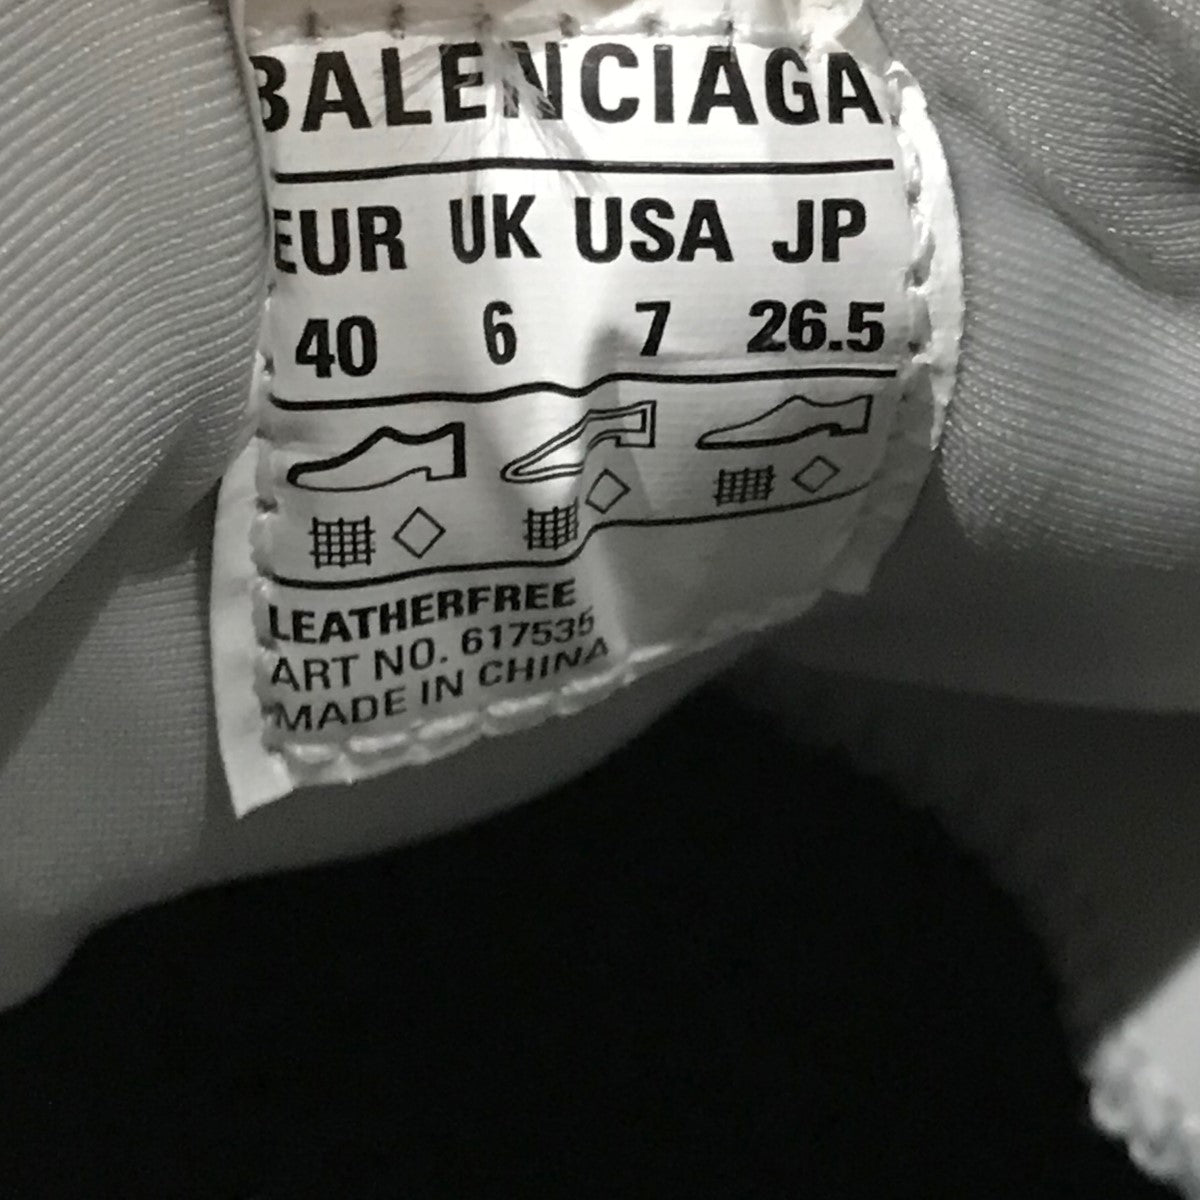 BALENCIAGA
EUR UK USA JP
40 6 7 26.5
LEATHERFREE
ART NO. 617535
MADE IN CHINA